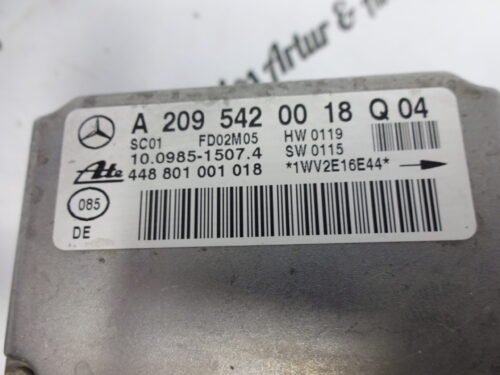 Artur &
A 209 542 00 18 Q 04
SC01 FD02M05 HW 0119
10.0985-1507.4 SW 0115
Ate 448 801 001 018 *1WV2E16E44*
085
DE